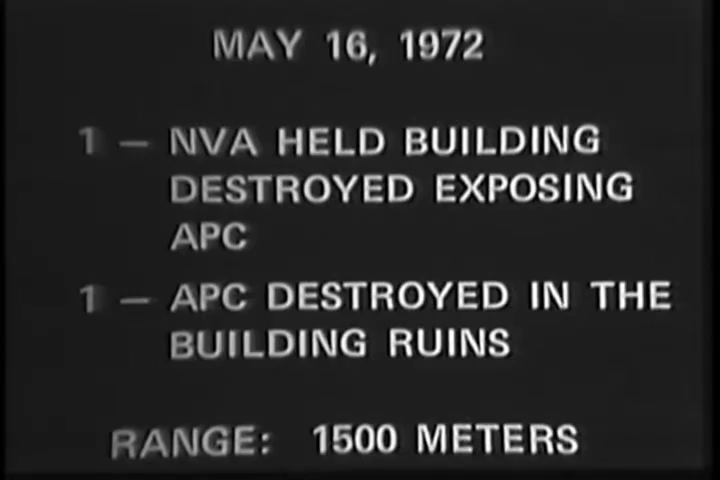 MAY 16, 1972
1 — NVA HELD BUILDING
DESTROYED EXPOSING
APC
1 — APC DESTROYED IN THE
BUILDING RUINS
RANGE: 1500 METERS